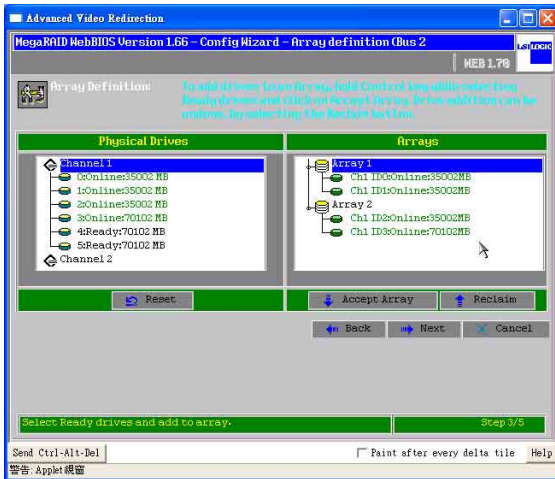 Advanced Video Redirection
MegaRAID WebBIOS Version 1.66 - Config Wizard - Array definition (Bus 2
LSI LOGIC
WEB 1.70
Array Definition:
To add drives to an Array, hold Control key while selecting
Ready drives and click on Accept Array. Drive addition can be
undone, by selecting the Reclaim button.
Physical Drives
Arrays
Channel 1
0:Online:35002 MB
1:Online:35002 MB
2:Online:35002 MB
3:Online:70102 MB
4:Ready:70102 MB
5:Ready:70102 MB
Channel 2
Array 1
Ch1 ID0:Online:35002MB
Ch1 ID1:Online:35002MB
Array 2
Ch1 ID2:Online:35002MB
Ch1 ID3:Online:70102MB
Reset
Accept Array
Reclaim
Back
Next
Cancel
Select Ready drives and add to array.
Step 3/5
Send Ctrl-Alt-Del
Paint after every delta tile
Help
警告: Applet 視窗